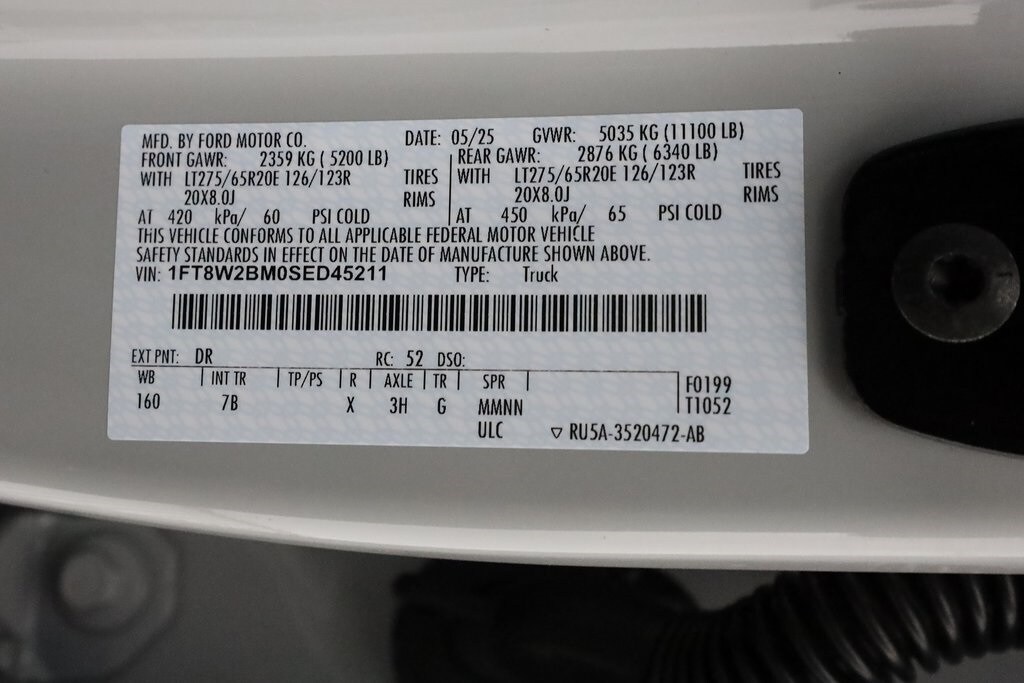 MFD. BY FORD MOTOR CO. DATE: 05/25 GVWR: 5035 KG (11100 LB)
FRONT GAWR: 2359 KG ( 5200 LB) REAR GAWR: 2876 KG ( 6340 LB)
WITH LT275/65R20E 126/123R TIRES WITH LT275/65R20E 126/123R TIRES
20X8.0J RIMS 20X8.0J RIMS
AT 420 kPa/ 60 PSI COLD AT 450 kPa/ 65 PSI COLD
THIS VEHICLE CONFORMS TO ALL APPLICABLE FEDERAL MOTOR VEHICLE
SAFETY STANDARDS IN EFFECT ON THE DATE OF MANUFACTURE SHOWN ABOVE.
VIN: 1FT8W2BM0SED45211 TYPE: Truck
EXT PNT: DR RC: 52 DSO:
WB INT TR TP/PS R AXLE TR SPR F0199
160 7B X 3H G MMNN T1052
ULC ▽ RU5A-3520472-AB